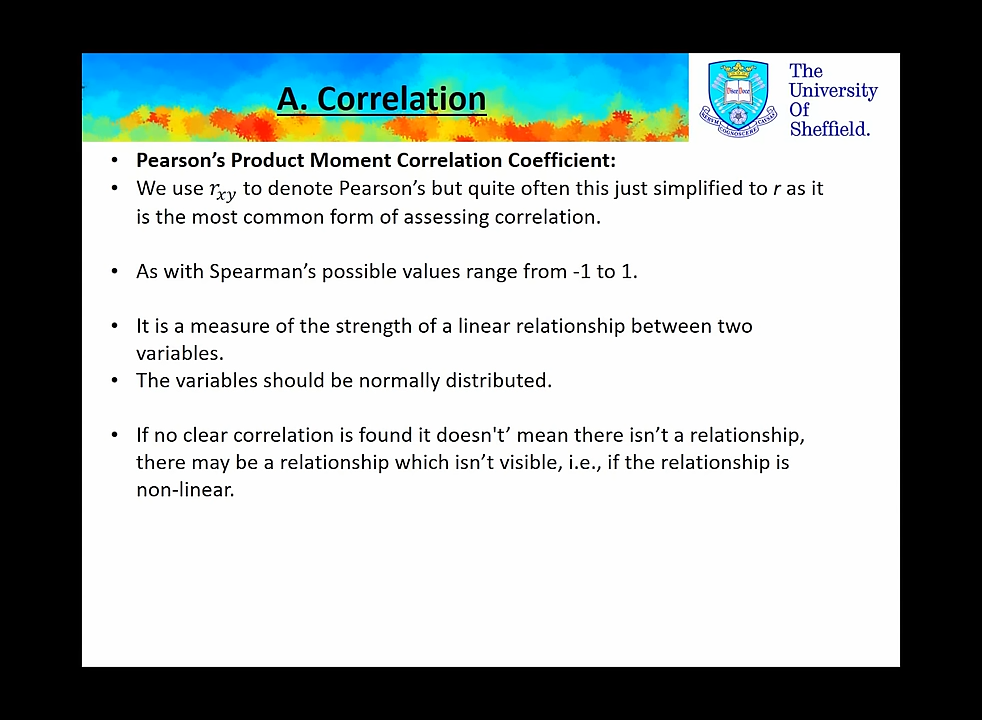 A. Correlation
The
University
Of
Sheffield.
• Pearson’s Product Moment Correlation Coefficient:
• We use rxy to denote Pearson’s but quite often this just simplified to r as it
is the most common form of assessing correlation.
• As with Spearman’s possible values range from -1 to 1.
• It is a measure of the strength of a linear relationship between two
variables.
• The variables should be normally distributed.
• If no clear correlation is found it doesn't’ mean there isn’t a relationship,
there may be a relationship which isn’t visible, i.e., if the relationship is
non-linear.